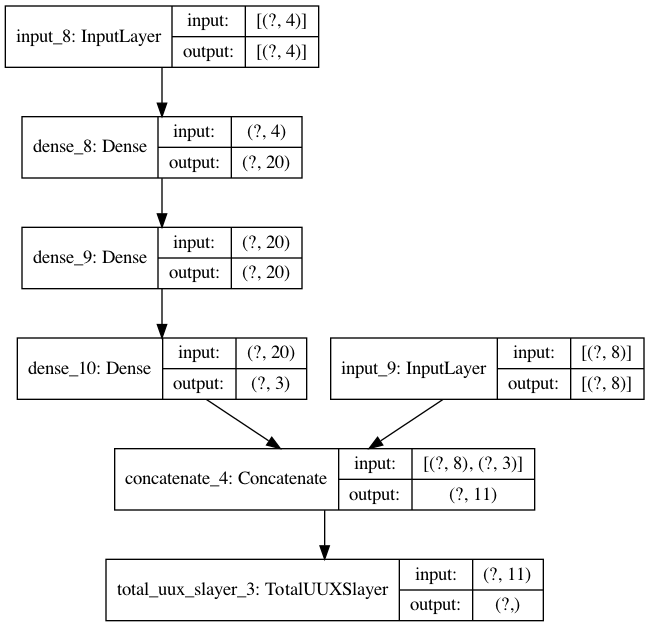 input_8: InputLayer
input: [(?, 4)]
output: [(?, 4)]
dense_8: Dense
input: (?, 4)
output: (?, 20)
dense_9: Dense
input: (?, 20)
output: (?, 20)
dense_10: Dense
input: (?, 20)
output: (?, 3)
input_9: InputLayer
input: [(?, 8)]
output: [(?, 8)]
concatenate_4: Concatenate
input: [(?, 8), (?, 3)]
output: (?, 11)
total_uux_slayer_3: TotalUUXSlayer
input: (?, 11)
output: (?,)